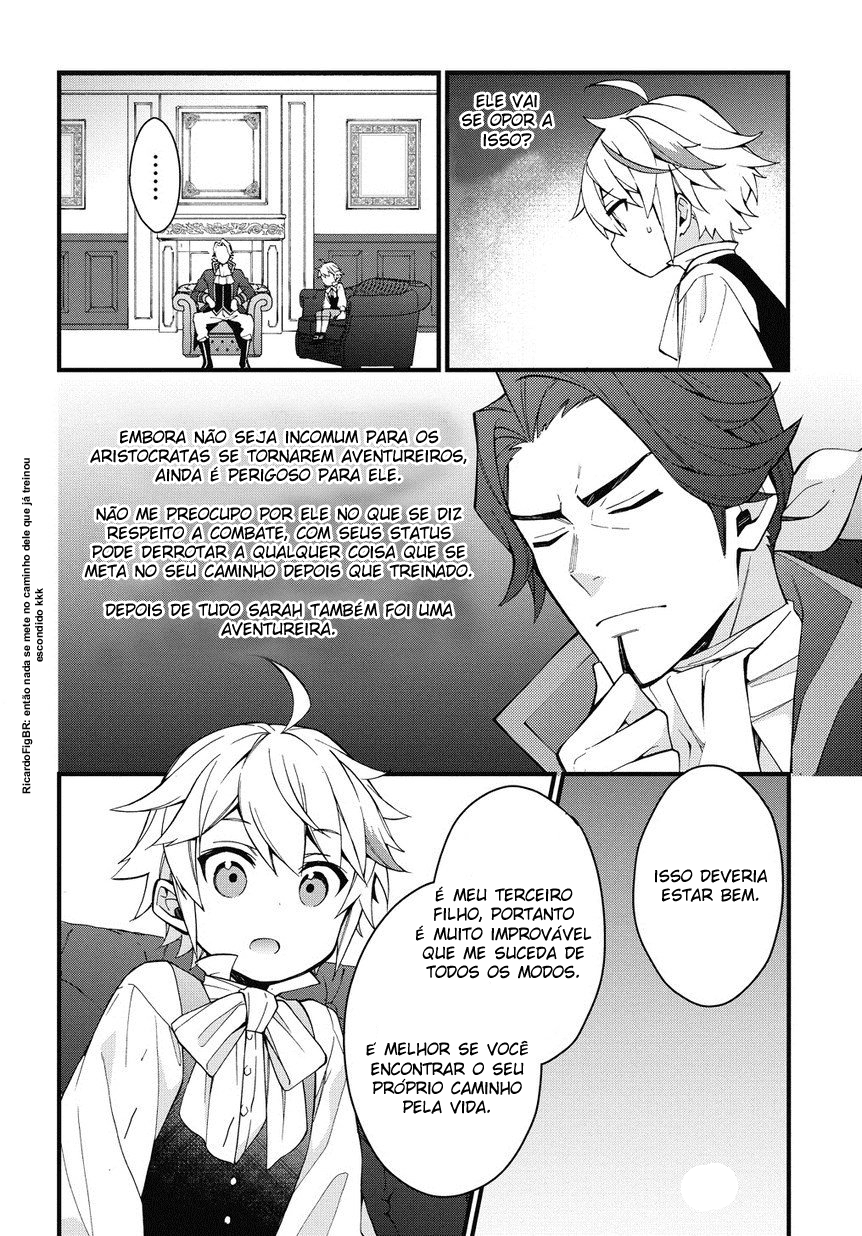 ELE VAI
SE OPOR A
ISSO?
......
EMBORA NÃO SEJA INCOMUM PARA OS
ARISTOCRATAS SE TORNAREM AVENTUREIROS,
AINDA É PERIGOSO PARA ELE.
NÃO ME PREOCUPO POR ELE NO QUE SE DIZ
RESPEITO A COMBATE, COM SEUS STATUS
PODE DERROTAR A QUALQUER COISA QUE SE
META NO SEU CAMINHO DEPOIS QUE TREINADO.
DEPOIS DE TUDO SARAH TAMBÉM FOI UMA
AVENTUREIRA.
RicardoFigBR: então nada se mete no caminho dele que já treinou
escondido kkk
ISSO DEVERIA
ESTAR BEM.
É MEU TERCEIRO
FILHO, PORTANTO
É MUITO IMPROVÁVEL
QUE ME SUCEDA DE
TODOS OS MODOS.
É MELHOR SE VOCÊ
ENCONTRAR O SEU
PRÓPRIO CAMINHO
PELA VIDA.